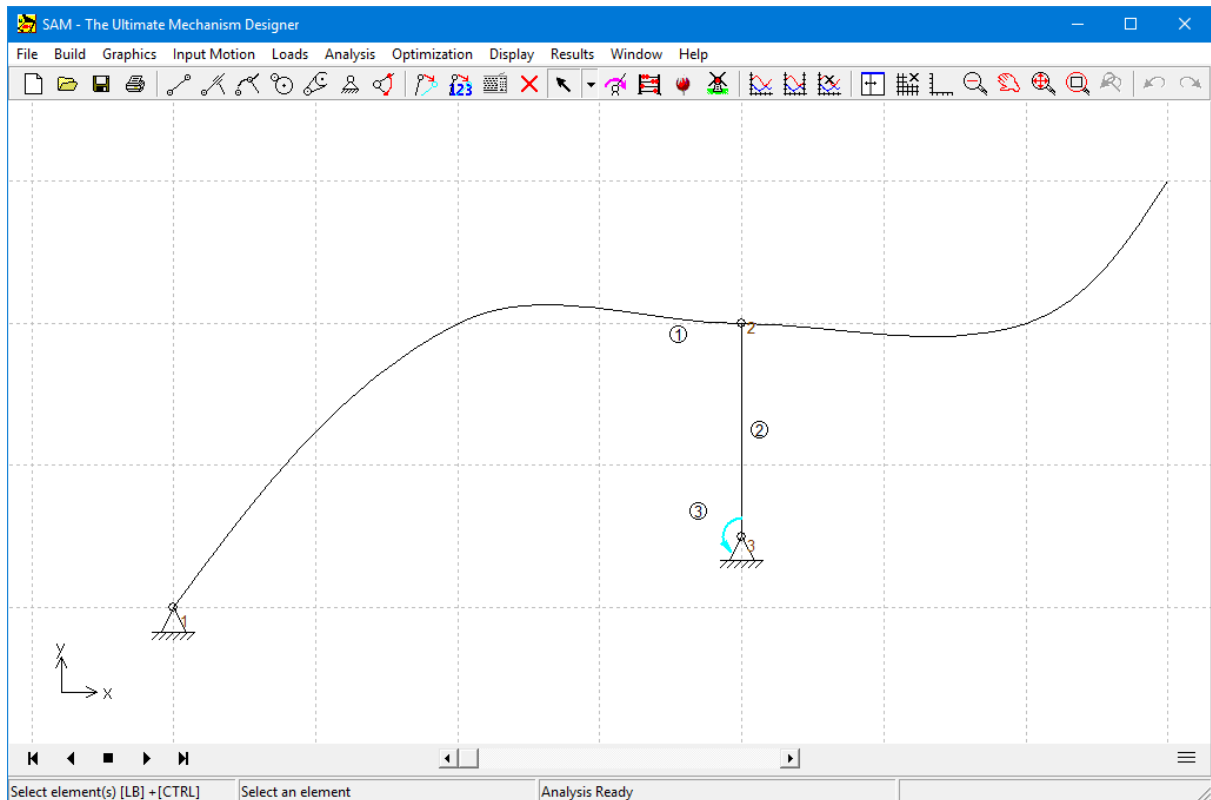 SAM - The Ultimate Mechanism Designer
File Build Graphics Input Motion Loads Analysis Optimization Display Results Window Help
123
2
①
②
③
3
1
y
x
Select element(s) [LB] +[CTRL] Select an element Analysis Ready